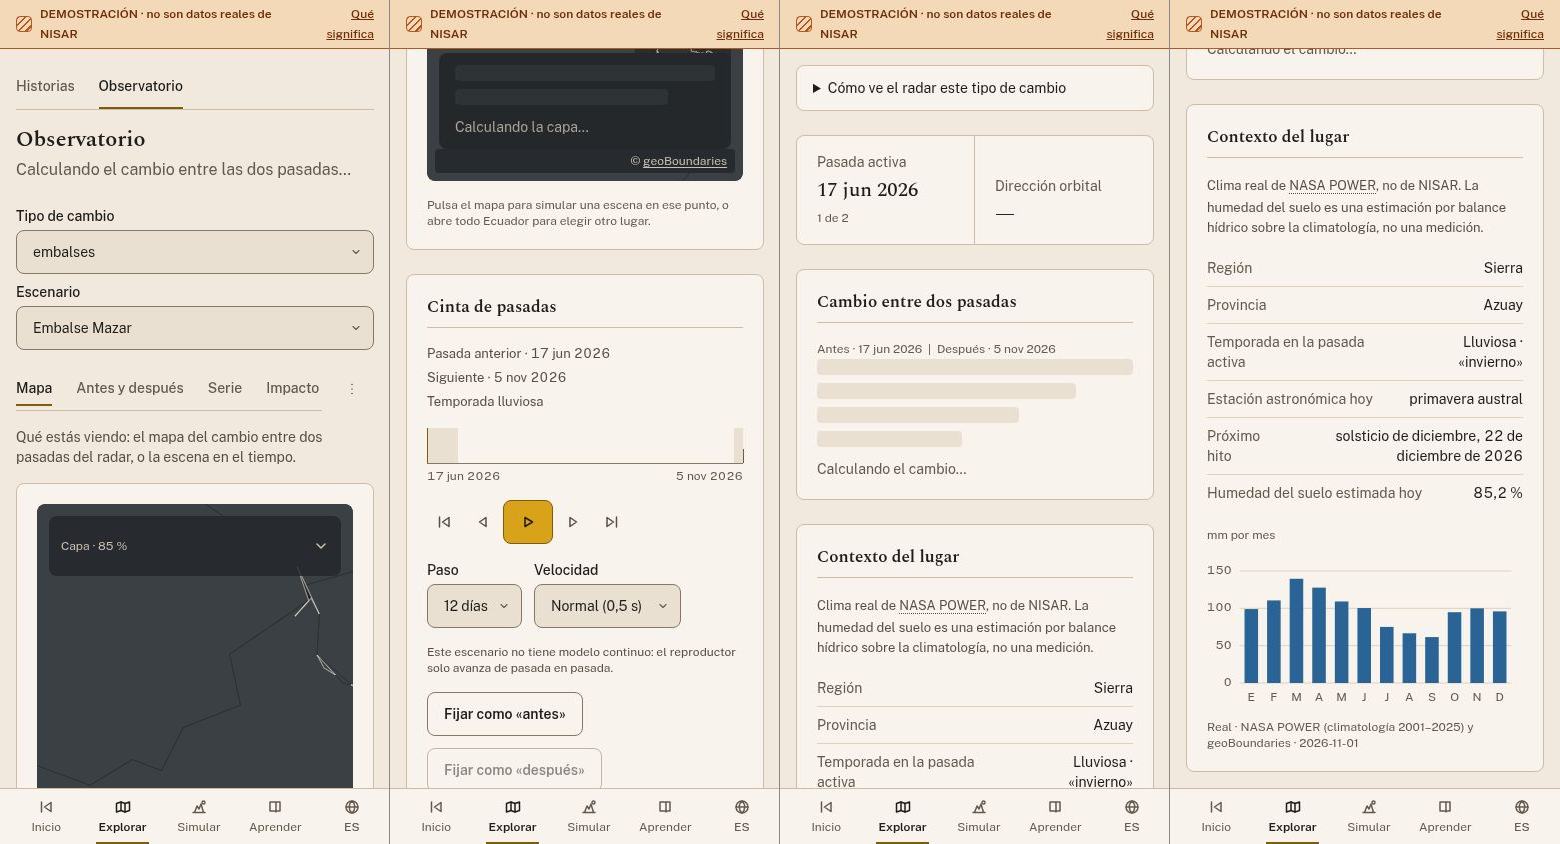 DEMOSTRACIÓN · no son datos reales de
NISAR
Qué
significa
Historias
Observatorio
Observatorio
Calculando el cambio entre las dos pasadas…
Tipo de cambio
embalses
Escenario
Embalse Mazar
Mapa
Antes y después
Serie
Impacto
Qué estás viendo: el mapa del cambio entre dos
pasadas del radar, o la escena en el tiempo.
Capa · 85 %
Inicio
Explorar
Simular
Aprender
ES
DEMOSTRACIÓN · no son datos reales de
NISAR
Qué
significa
Calculando la capa…
© geoBoundaries
Pulsa el mapa para simular una escena en ese punto, o
abre todo Ecuador para elegir otro lugar.
Cinta de pasadas
Pasada anterior · 17 jun 2026
Siguiente · 5 nov 2026
Temporada lluviosa
17 jun 2026
5 nov 2026
Paso
Velocidad
12 días
Normal (0,5 s)
Este escenario no tiene modelo continuo: el reproductor
solo avanza de pasada en pasada.
Fijar como «antes»
Fijar como «después»
Inicio
Explorar
Simular
Aprender
ES
DEMOSTRACIÓN · no son datos reales de
NISAR
Qué
significa
Cómo ve el radar este tipo de cambio
Pasada activa
17 jun 2026
1 de 2
Dirección orbital
—
Cambio entre dos pasadas
Antes · 17 jun 2026 | Después · 5 nov 2026
Calculando el cambio…
Contexto del lugar
Clima real de NASA POWER, no de NISAR. La
humedad del suelo es una estimación por balance
hídrico sobre la climatología, no una medición.
Región
Sierra
Provincia
Azuay
Temporada en la pasada
activa
Lluviosa ·
«invierno»
Inicio
Explorar
Simular
Aprender
ES
DEMOSTRACIÓN · no son datos reales de
NISAR
Qué
significa
Calculando el cambio…
Contexto del lugar
Clima real de NASA POWER, no de NISAR. La
humedad del suelo es una estimación por balance
hídrico sobre la climatología, no una medición.
Región
Sierra
Provincia
Azuay
Temporada en la pasada
activa
Lluviosa ·
«invierno»
Estación astronómica hoy
primavera austral
Próximo
hito
solsticio de diciembre, 22 de
diciembre de 2026
Humedad del suelo estimada hoy
85,2 %
mm por mes
150
100
50
0
E F M A M J J A S O N D
Real · NASA POWER (climatología 2001–2025) y
geoBoundaries · 2026-11-01
Inicio
Explorar
Simular
Aprender
ES